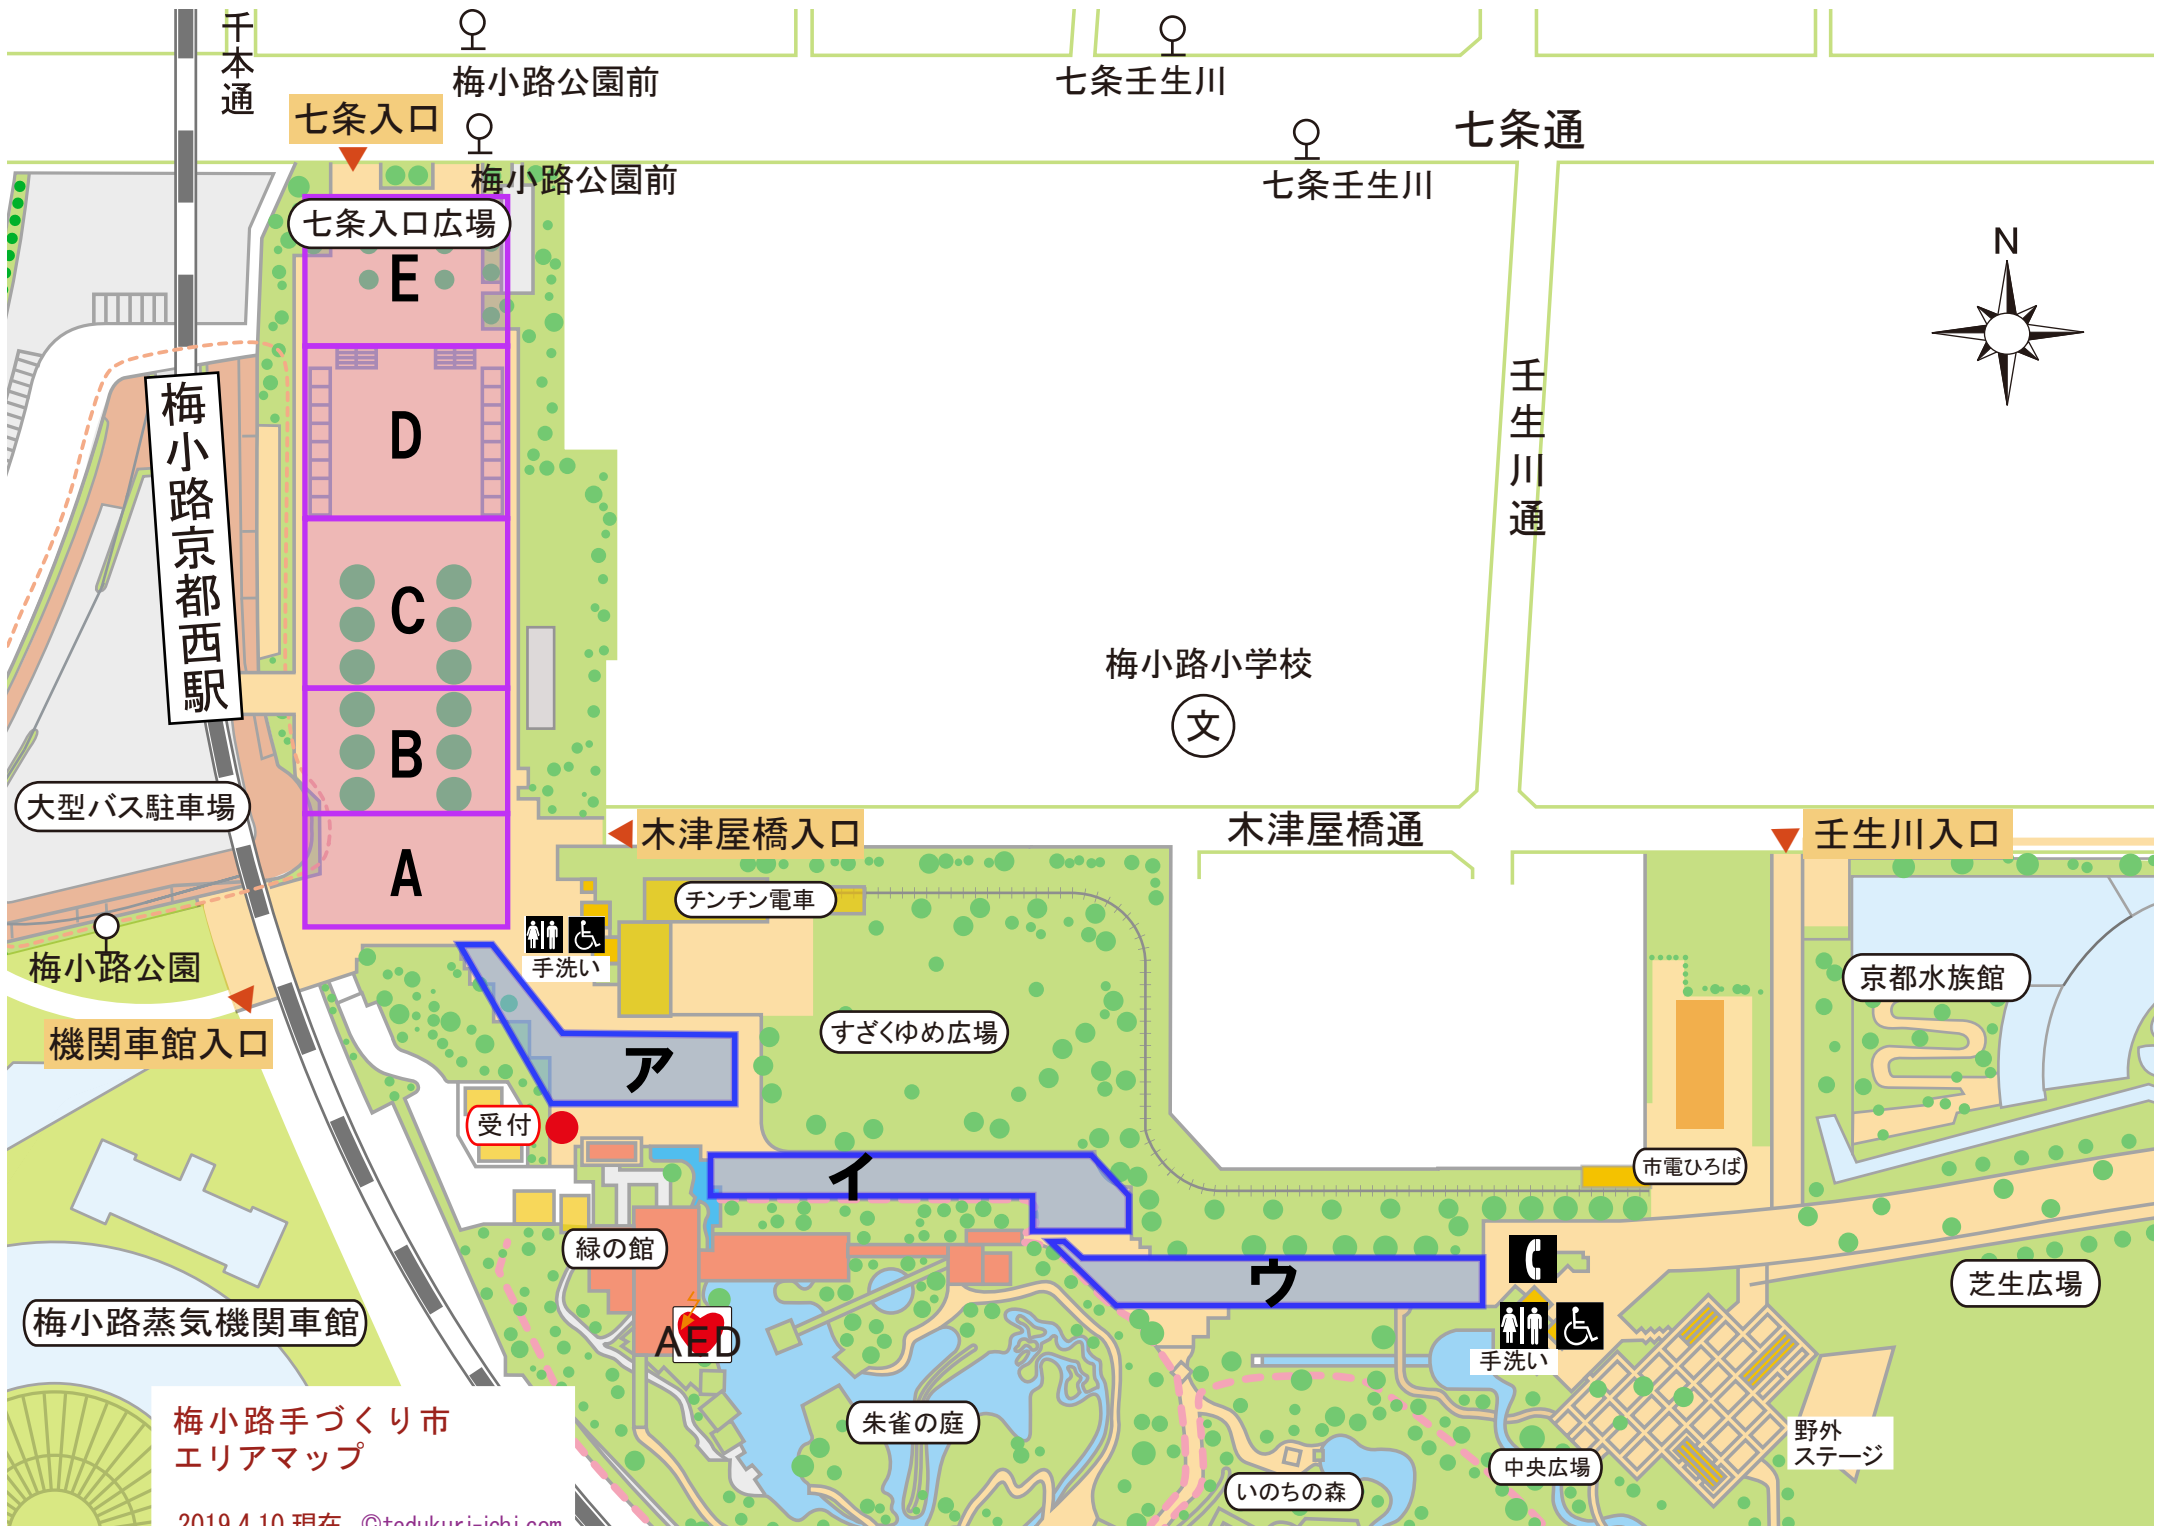 千本通
梅小路公園前
七条壬生川
七条入口
梅小路公園前
七条壬生川
七条通
七条入口広場
N
E
D
C
B
A
梅小路京都西駅
壬生川通
梅小路小学校
文
大型バス駐車場
木津屋橋入口
木津屋橋通
壬生川入口
チンチン電車
手洗い
梅小路公園
機関車館入口
すざくゆめ広場
京都水族館
ア
受付
イ
市電ひろば
緑の館
ウ
芝生広場
梅小路蒸気機関車館
AED
手洗い
朱雀の庭
野外
ステージ
中央広場
いのちの森
梅小路手づくり市
エリアマップ
2019.4.10 現在 ©tedukuri-ichi.com